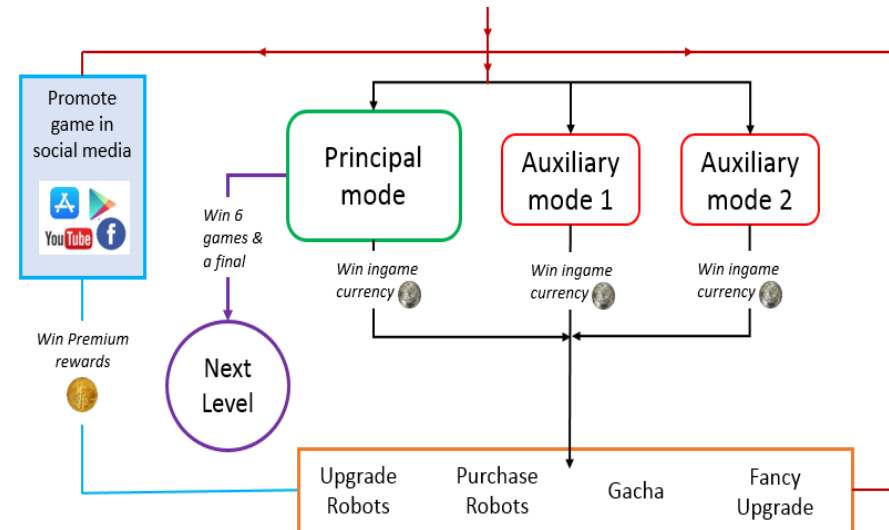 Promote
game in
social media
YouTube
Principal
mode
Auxiliary
mode 1
Auxiliary
mode 2
Win 6
games &
a final
Win ingame
currency
Win ingame
currency
Win ingame
currency
Win Premium
rewards
Next
Level
Upgrade
Robots
Purchase
Robots
Gacha
Fancy
Upgrade